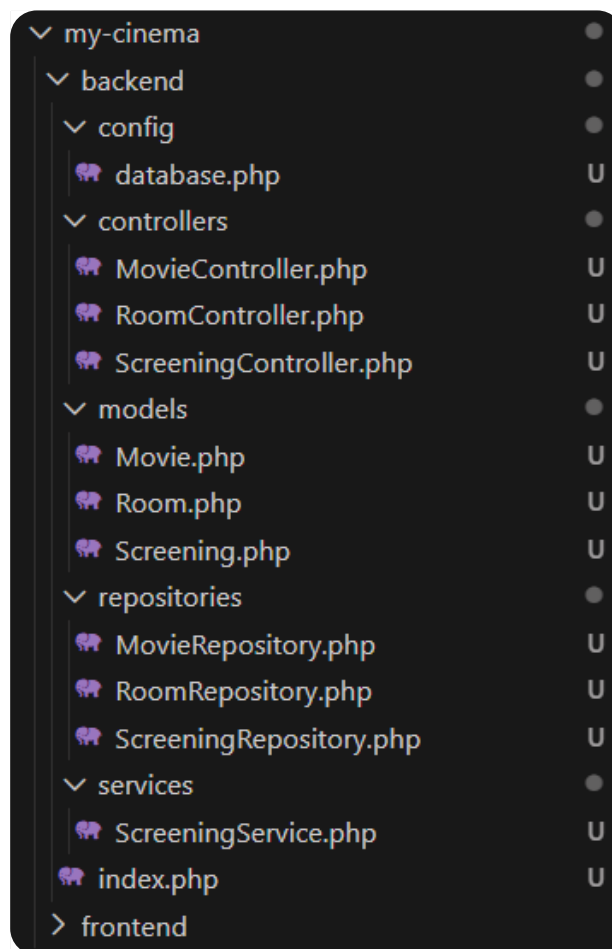 my-cinema
backend
config
database.php U
controllers
MovieController.php U
RoomController.php U
ScreeningController.php U
models
Movie.php U
Room.php U
Screening.php U
repositories
MovieRepository.php U
RoomRepository.php U
ScreeningRepository.php U
services
ScreeningService.php U
index.php U
frontend